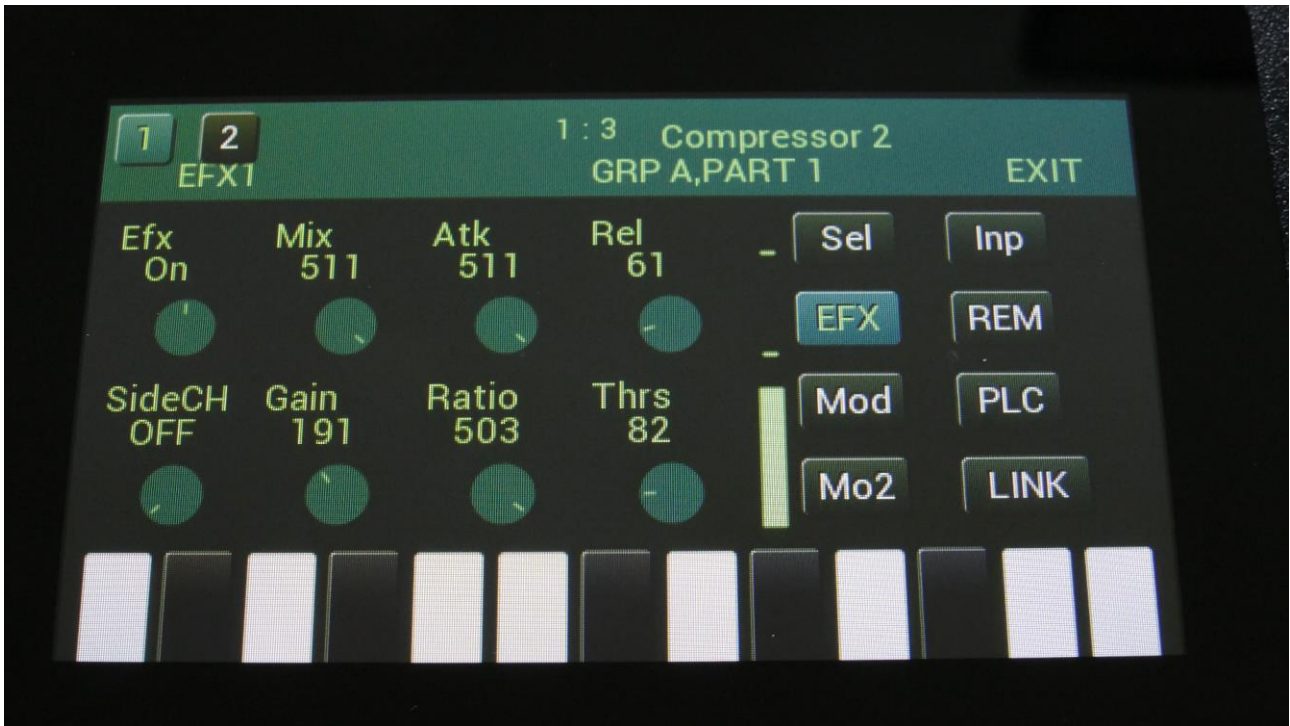 1 2 1 : 3 Compressor 2
EFX1 GRP A,PART 1 EXIT
Efx Mix Atk Rel Sel Inp
On 511 511 61
EFX REM
SideCH Gain Ratio Thrs Mod PLC
OFF 191 503 82
Mo2 LINK